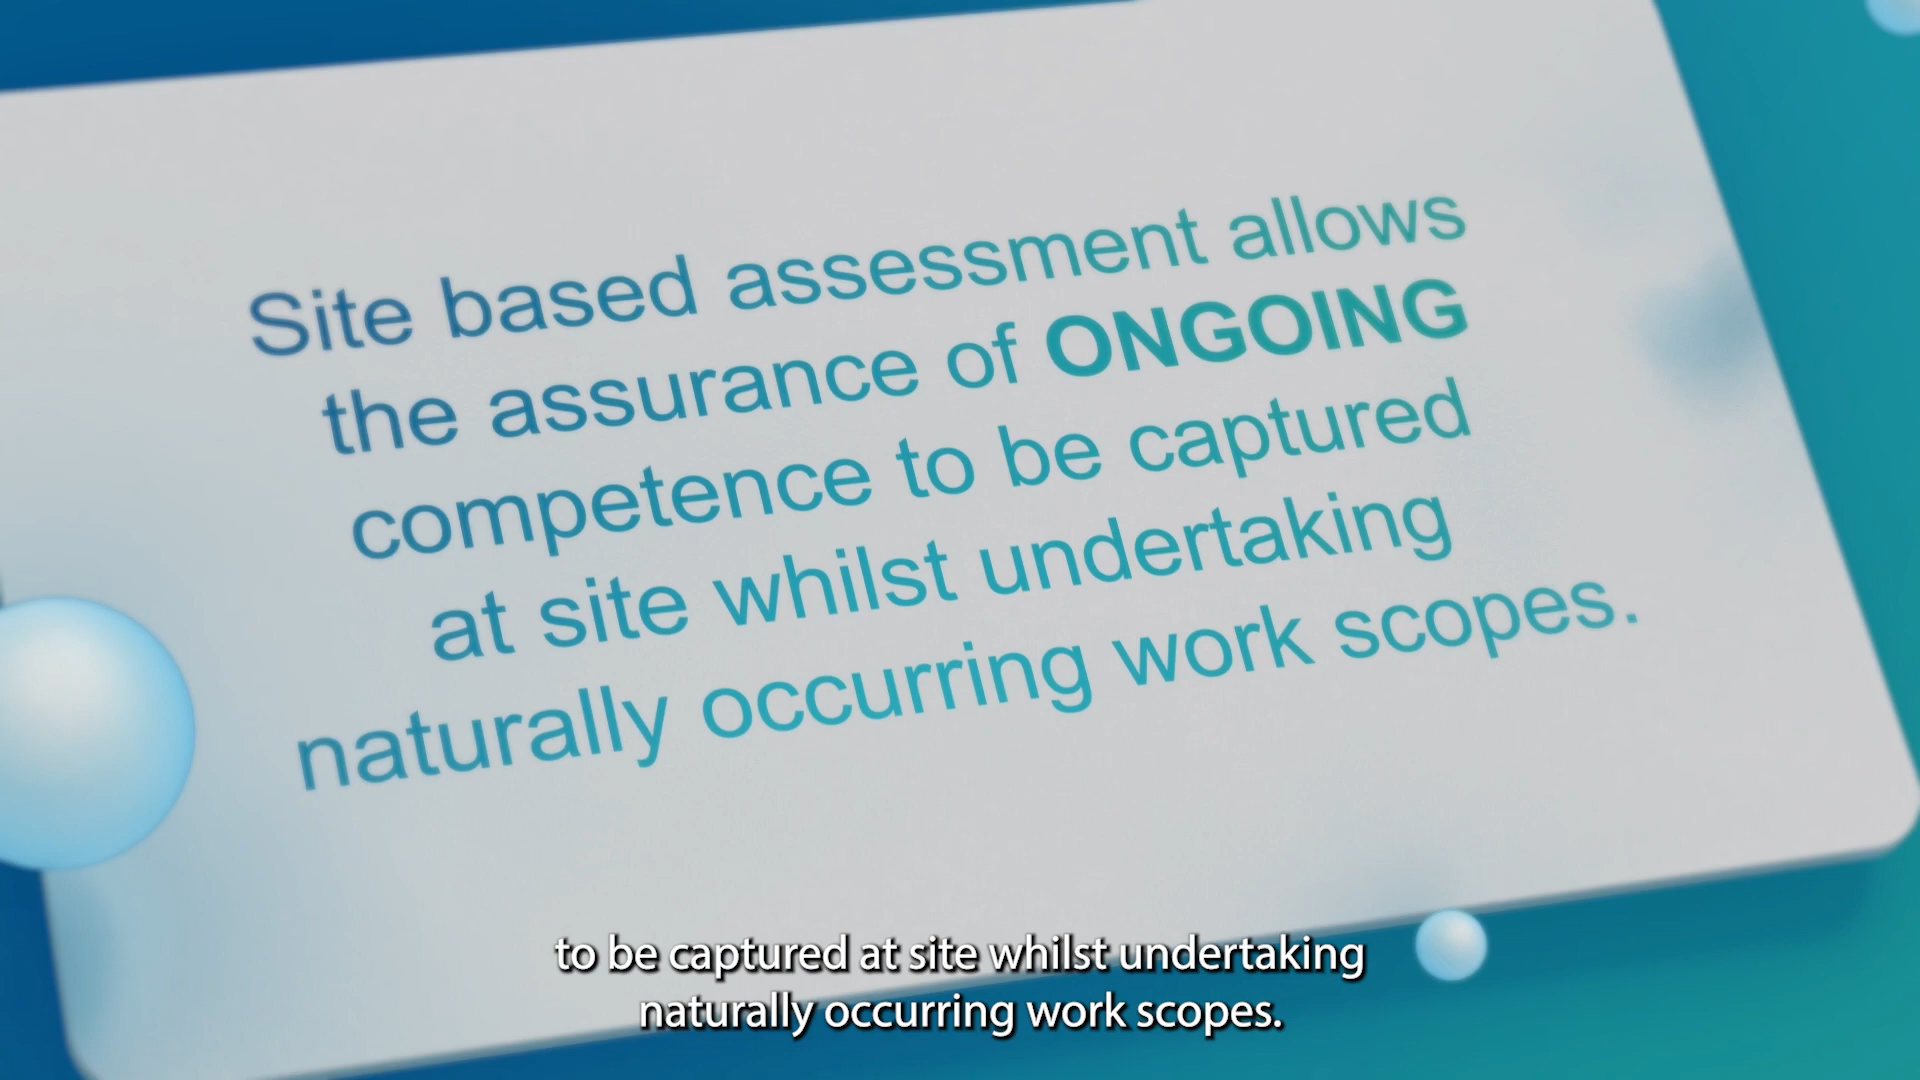 Site based assessment allows
the assurance of ONGOING
competence to be captured
at site whilst undertaking
naturally occurring work scopes.
to be captured at site whilst undertaking
naturally occurring work scopes.